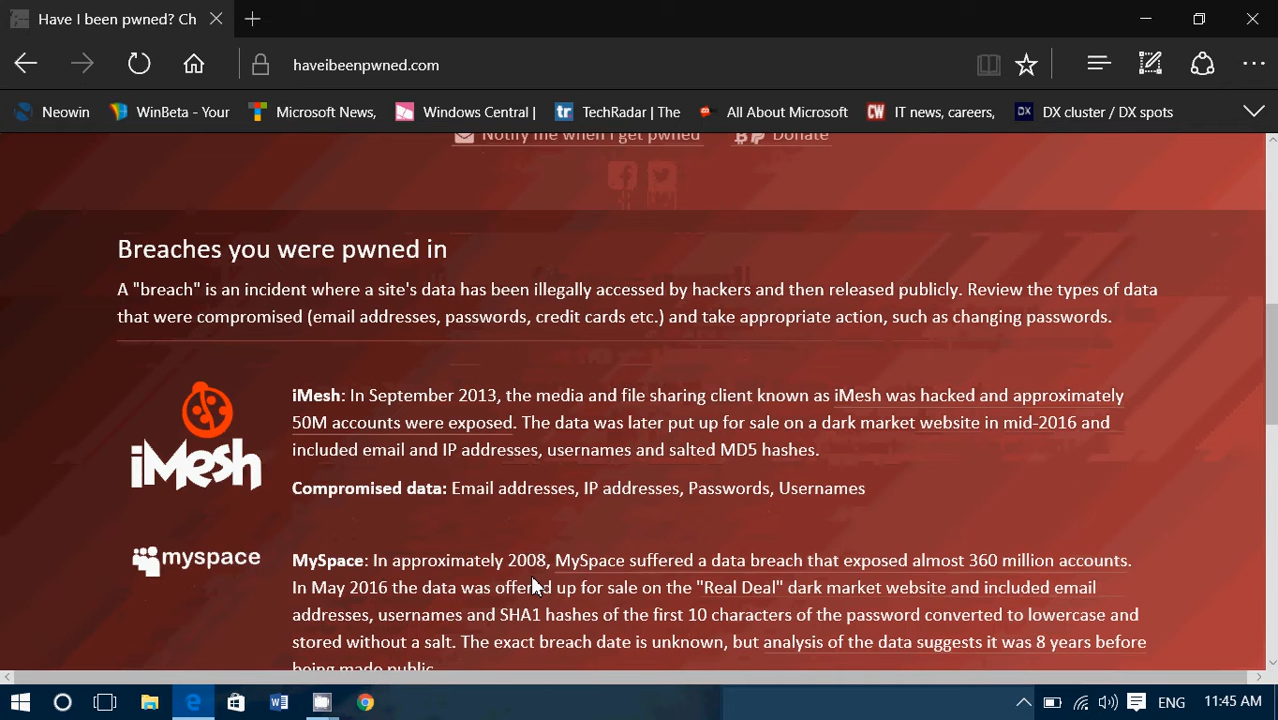 Have I been pwned? Ch
haveibeenpwned.com
Neowin WinBeta - Your Microsoft News, Windows Central | TechRadar | The All About Microsoft IT news, careers, DX cluster / DX spots
Notify me when I get pwned Donate
Breaches you were pwned in
A "breach" is an incident where a site's data has been illegally accessed by hackers and then released publicly. Review the types of data
that were compromised (email addresses, passwords, credit cards etc.) and take appropriate action, such as changing passwords.
iMesh
iMesh: In September 2013, the media and file sharing client known as iMesh was hacked and approximately
50M accounts were exposed. The data was later put up for sale on a dark market website in mid-2016 and
included email and IP addresses, usernames and salted MD5 hashes.
Compromised data: Email addresses, IP addresses, Passwords, Usernames
myspace
MySpace: In approximately 2008, MySpace suffered a data breach that exposed almost 360 million accounts.
In May 2016 the data was offered up for sale on the "Real Deal" dark market website and included email
addresses, usernames and SHA1 hashes of the first 10 characters of the password converted to lowercase and
stored without a salt. The exact breach date is unknown, but analysis of the data suggests it was 8 years before
being made public.
ENG 11:45 AM